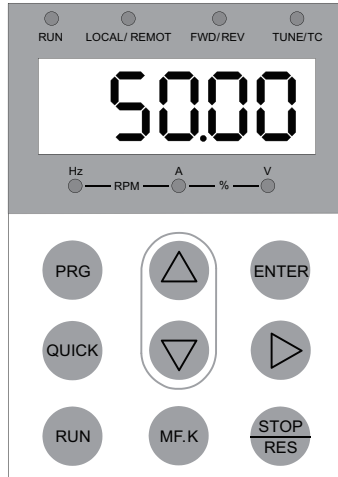 RUN LOCAL/ REMOT FWD/REV TUNE/TC
50.00
Hz A V
RPM %
PRG ENTER
QUICK
RUN MF.K STOP
RES